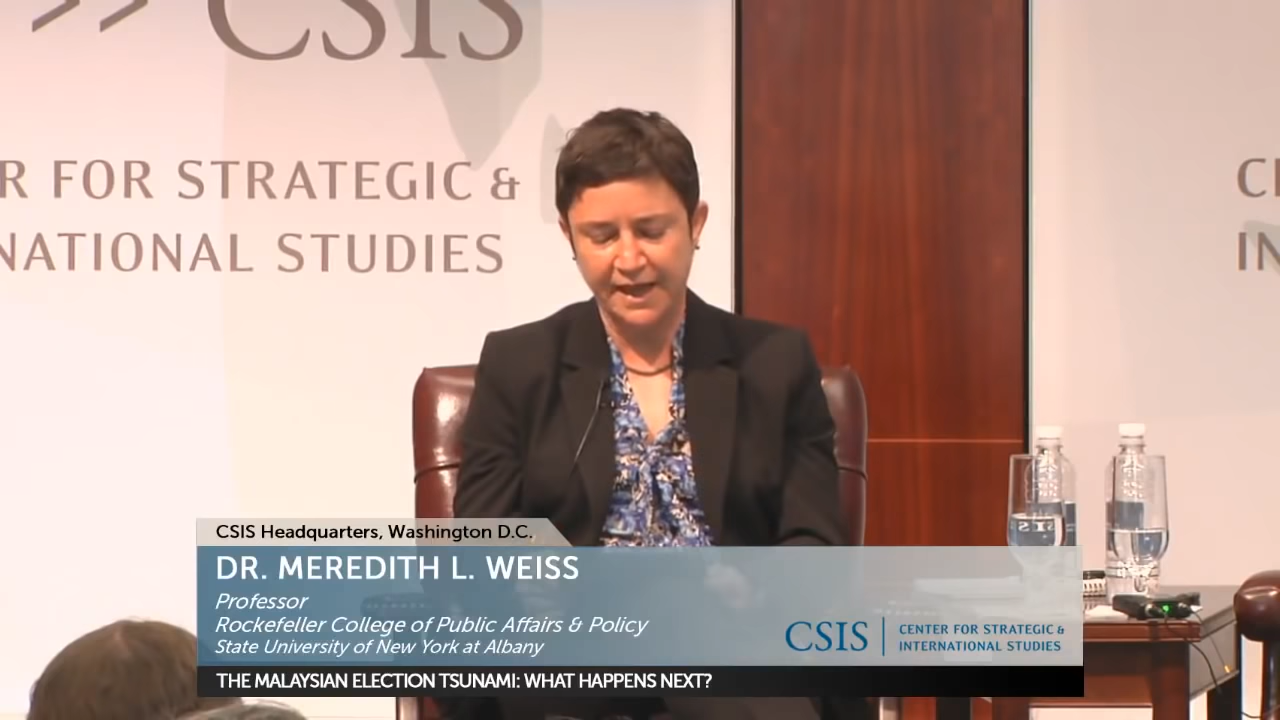 CSIS
R FOR STRATEGIC &
NATIONAL STUDIES
CSIS Headquarters, Washington D.C.
DR. MEREDITH L. WEISS
Professor
Rockefeller College of Public Affairs & Policy
State University of New York at Albany
CSIS
CENTER FOR STRATEGIC &
INTERNATIONAL STUDIES
THE MALAYSIAN ELECTION TSUNAMI: WHAT HAPPENS NEXT?
CSIS
IN